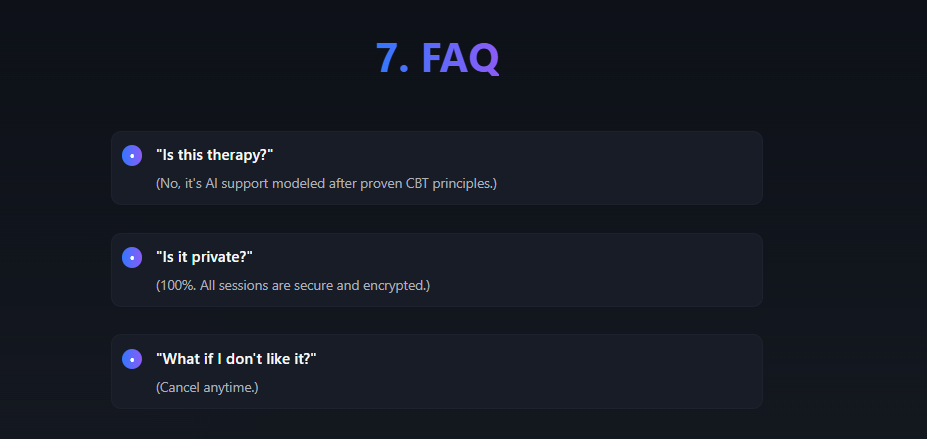 7. FAQ
"Is this therapy?"
(No, it's AI support modeled after proven CBT principles.)
"Is it private?"
(100%. All sessions are secure and encrypted.)
"What if I don't like it?"
(Cancel anytime.)